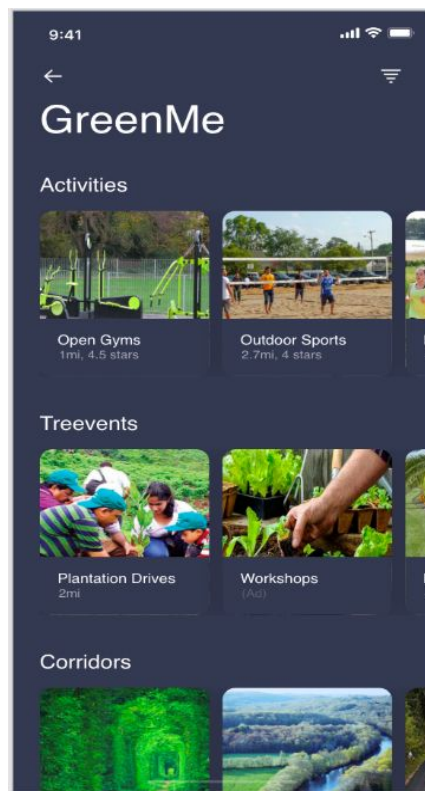 9:41
GreenMe
Activities
Open Gyms
1mi, 4.5 stars
Outdoor Sports
2.7mi, 4 stars
Treevents
Plantation Drives
2mi
Workshops
(Ad)
Corridors